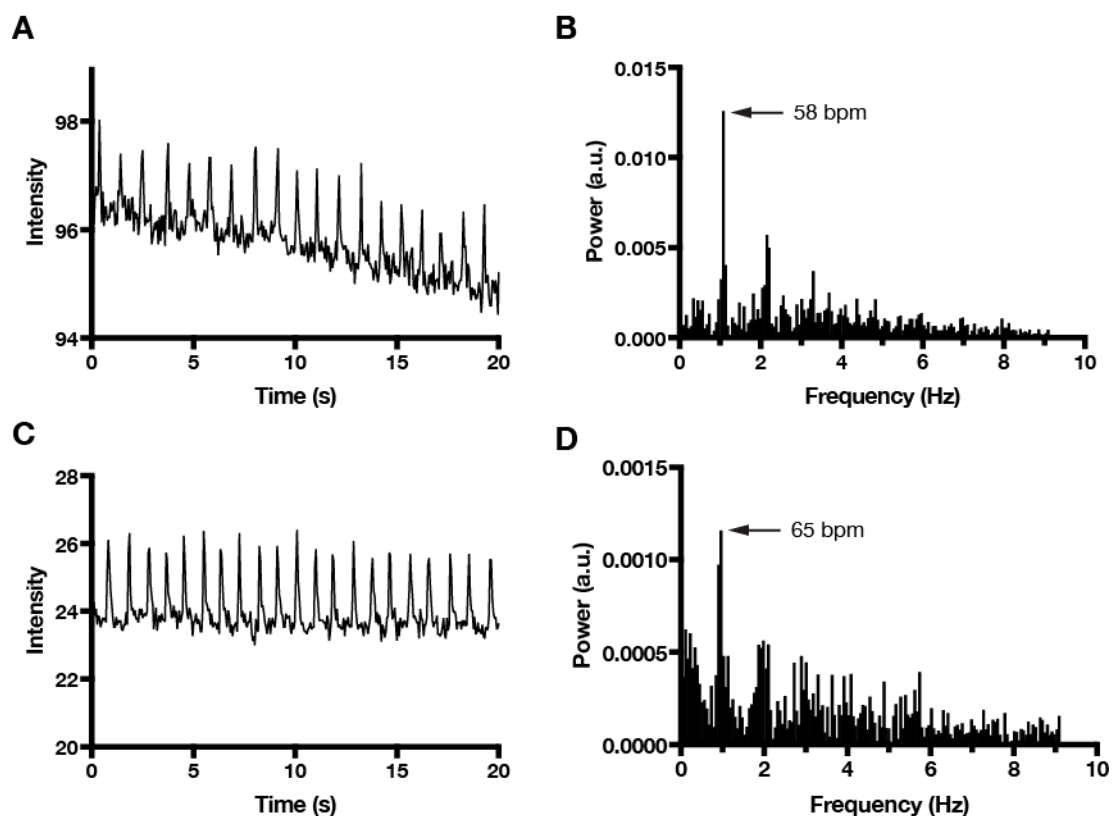 A
98
96
94
Intensity
0 5 10 15 20
Time (s)
B
0.015
0.010
0.005
0.000
Power (a.u.)
58 bpm
0 2 4 6 8 10
Frequency (Hz)
C
28
26
24
22
20
Intensity
0 5 10 15 20
Time (s)
D
0.0015
0.0010
0.0005
0.0000
Power (a.u.)
65 bpm
0 2 4 6 8 10
Frequency (Hz)